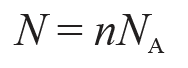 N = nN_A